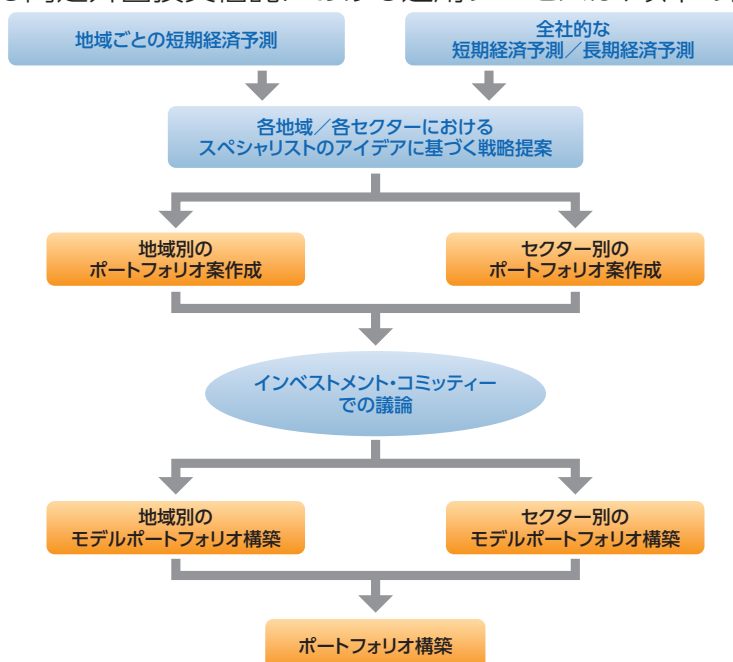 地域ごとの短期経済予測
全社的な
短期経済予測／長期経済予測
各地域／各セクターにおける
スペシャリストのアイデアに基づく戦略提案
地域別の
ポートフォリオ案作成
セクター別の
ポートフォリオ案作成
インベストメント・コミッティー
での議論
地域別の
モデルポートフォリオ構築
セクター別の
モデルポートフォリオ構築
ポートフォリオ構築